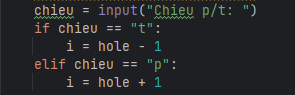 chieu = input("Chieu p/t: ")
if chieu == "t":
    i = hole - 1
elif chieu == "p":
    i = hole + 1